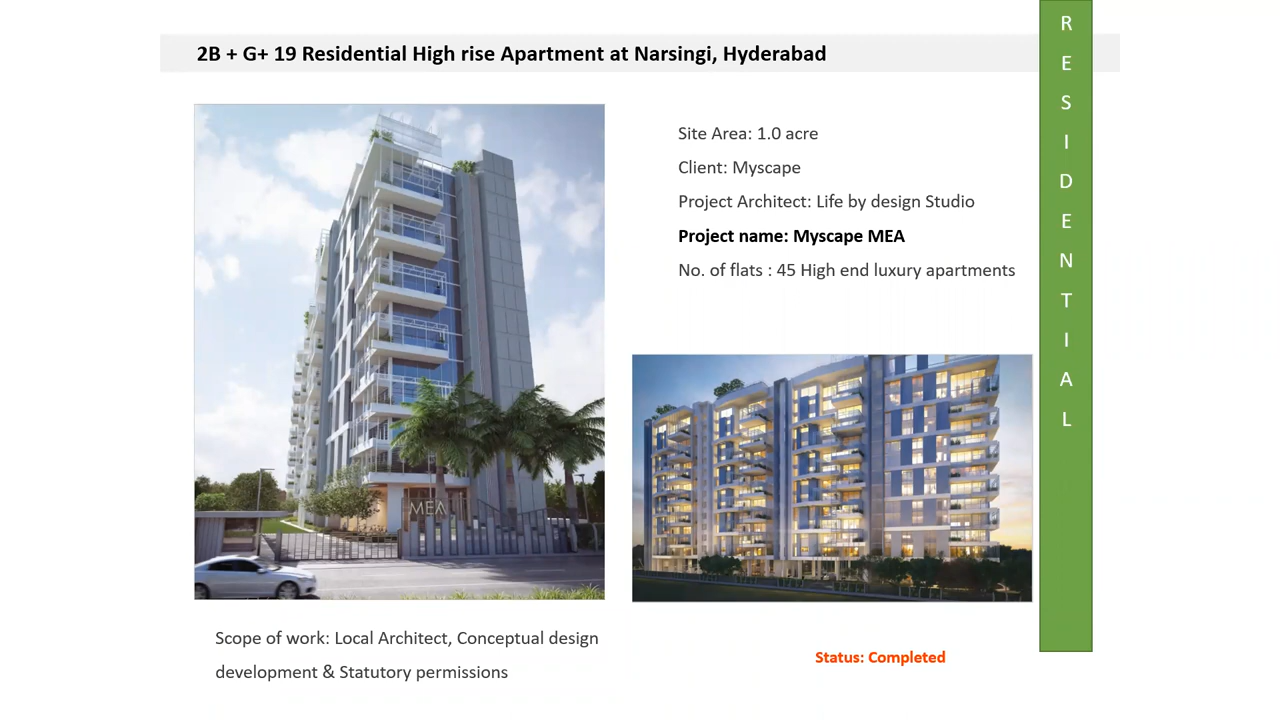 2B + G+ 19 Residential High rise Apartment at Narsingi, Hyderabad
Site Area: 1.0 acre
Client: Myscape
Project Architect: Life by design Studio
Project name: Myscape MEA
No. of flats : 45 High end luxury apartments
MEA
Scope of work: Local Architect, Conceptual design
development & Statutory permissions
Status: Completed
RESIDENTIAL